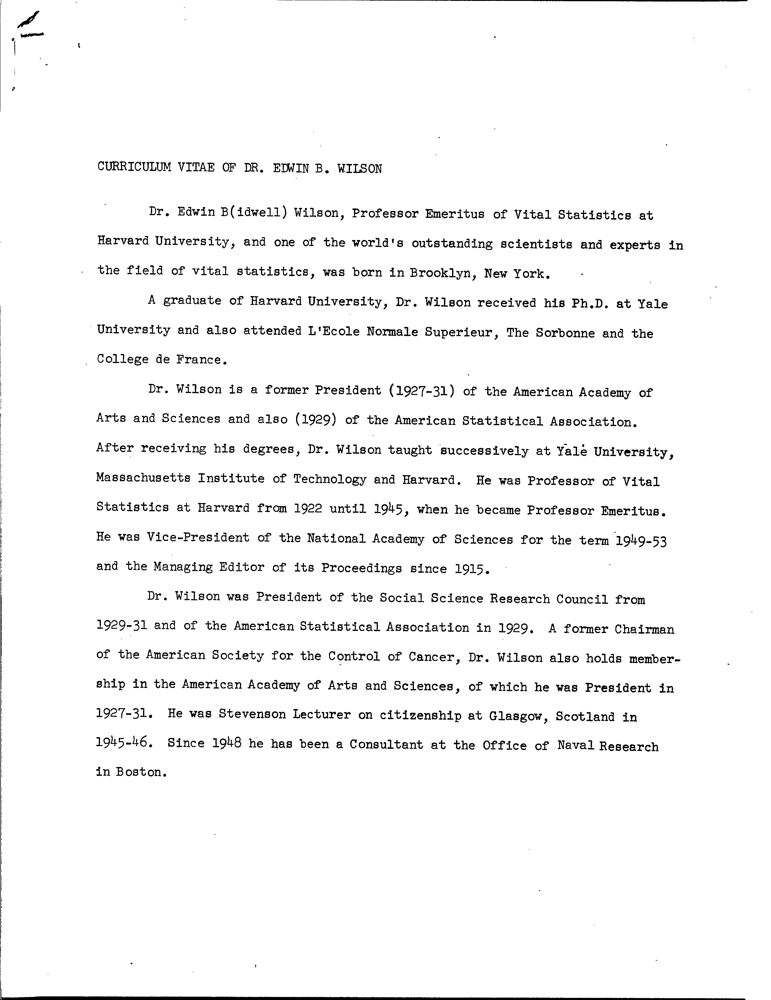 CURRICULUM VITAE OF DR. EDWIN B. WILSON
Dr. Edwin B(idwell) Wilson, Professor Emeritus of Vital Statistics at
Harvard University, and one of the world's outstanding scientists and experts in
the field of vital statistics, was born in Brooklyn, New York.
A graduate of Harvard University, Dr. Wilson received his Ph.D. at Yale
University and also attended L'Ecole Normale Superieur, The Sorbonne and the
College de France.
Dr. Wilson is a former President (1927-31) of the American Academy of
Arts and Sciences and also (1929) of the American Statistical Association.
After receiving his degrees, Dr. Wilson taught successively at Yale University,
Massachusetts Institute of Technology and Harvard. He was Professor of Vital
Statistics at Harvard from 1922 until 1945, when he became Professor Emeritus.
He was Vice-President of the National Academy of Sciences for the term 1949-53
and the Managing Editor of its Proceedings since 1915.
Dr. Wilson was President of the Social Science Research Council from
1929-31 and of the American Statistical Association in 1929. A former Chairman
of the American Society for the Control of Cancer, Dr. Wilson also holds member-
ship in the American Academy of Arts and Sciences, of which he was President in
1927-31. He was Stevenson Lecturer on citizenship at Glasgow, Scotland in
1945-46. Since 1948 he has been a Consultant at the Office of Naval Research
in Boston.